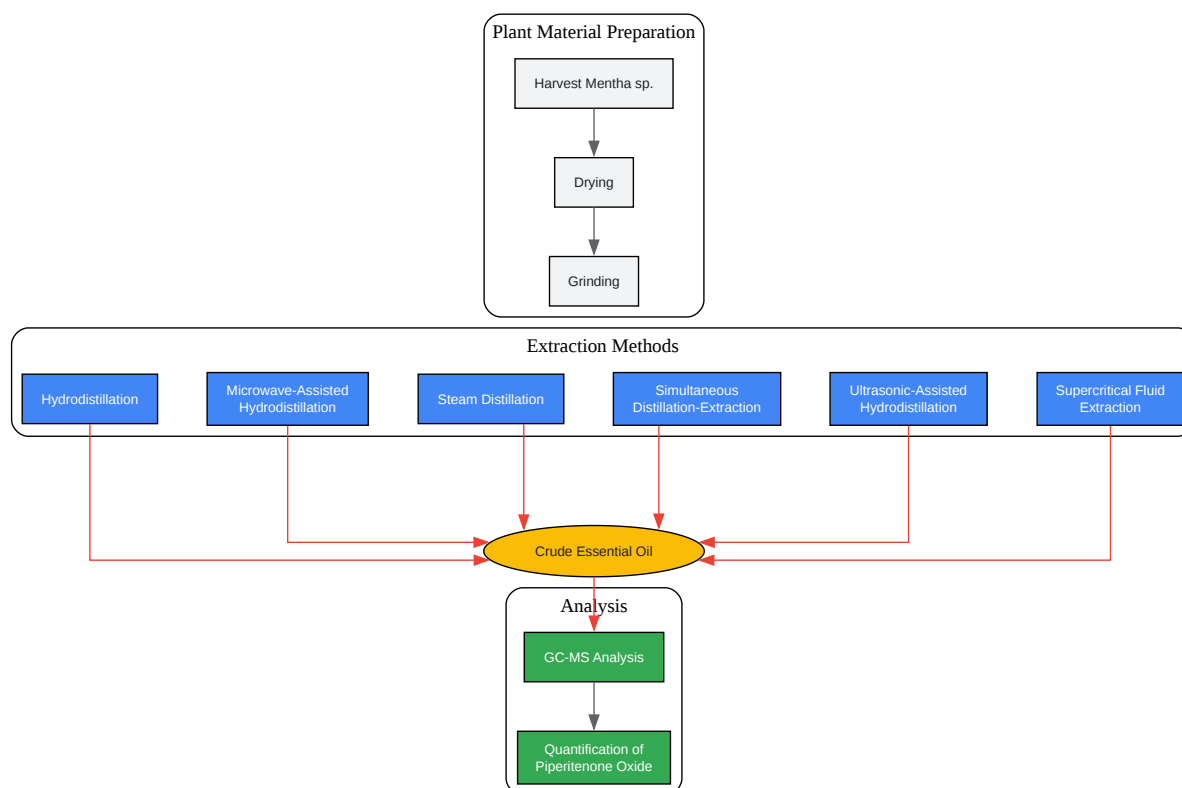 Plant Material Preparation
Harvest Mentha sp.
Drying
Grinding
Extraction Methods
Hydrodistillation
Microwave-Assisted
Hydrodistillation
Steam Distillation
Simultaneous
Distillation-Extraction
Ultrasonic-Assisted
Hydrodistillation
Supercritical Fluid
Extraction
Crude Essential Oil
Analysis
GC-MS Analysis
Quantification of
Piperitenone Oxide